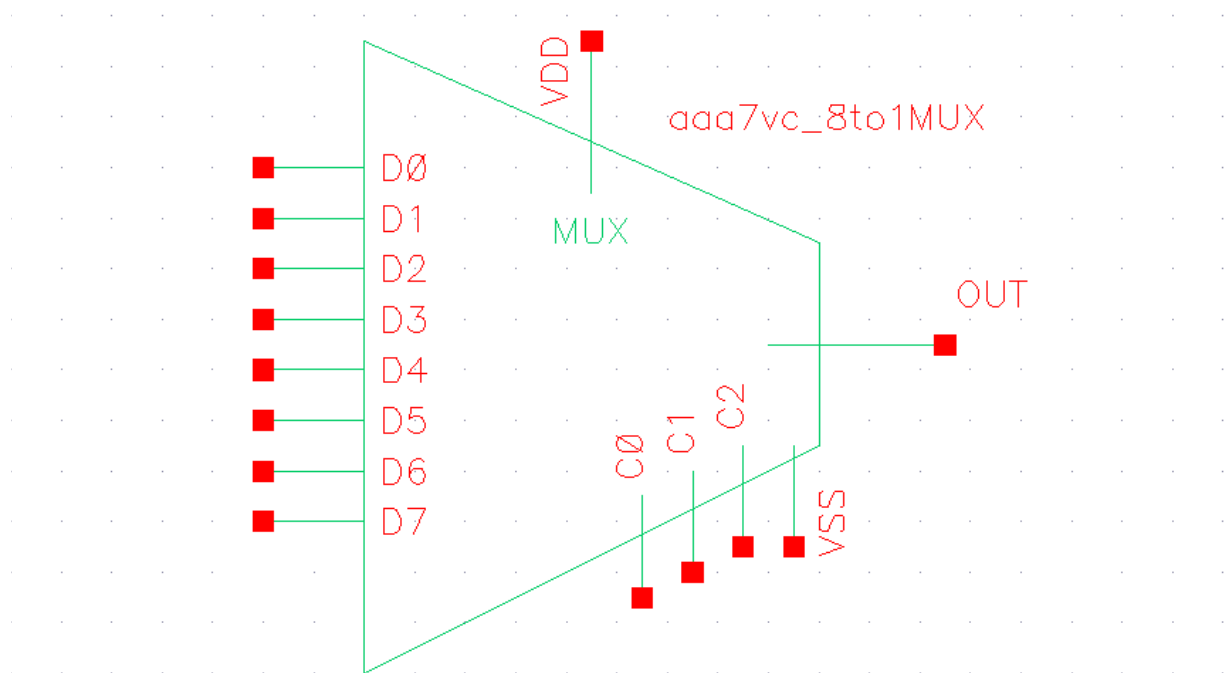 VDD
aaa7vc_8to1MUX
D0
D1
MUX
D2
OUT
D3
D4
C2
D5
C1
C0
D6
D7
VSS